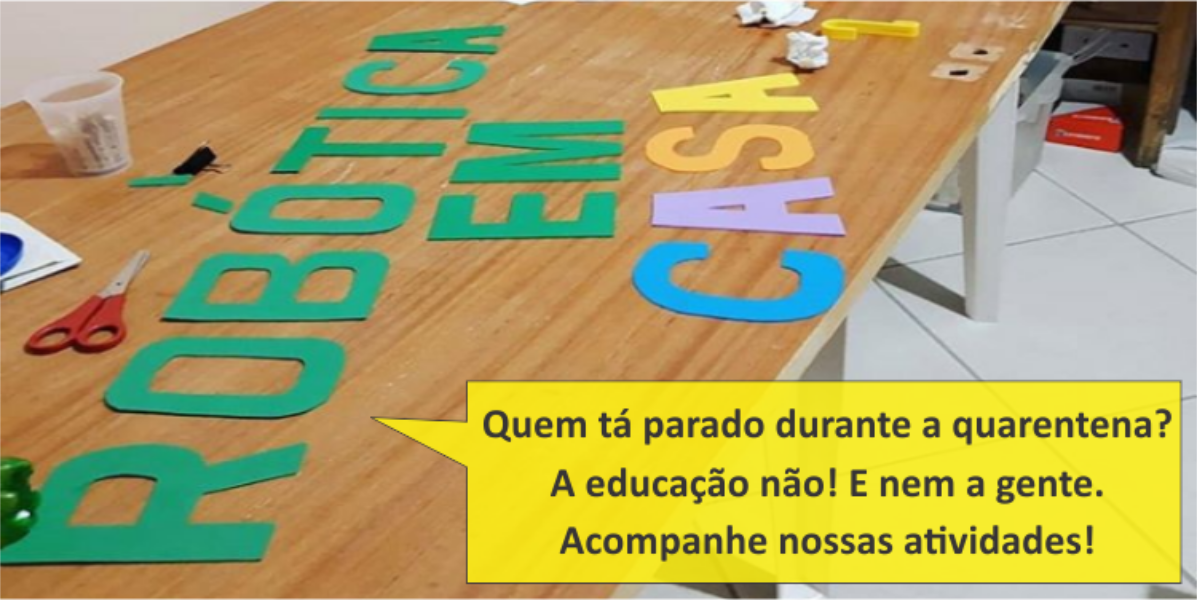 ROBÓTICA
EM
CASA
Quem tá parado durante a quarentena?
A educação não! E nem a gente.
Acompanhe nossas atividades!